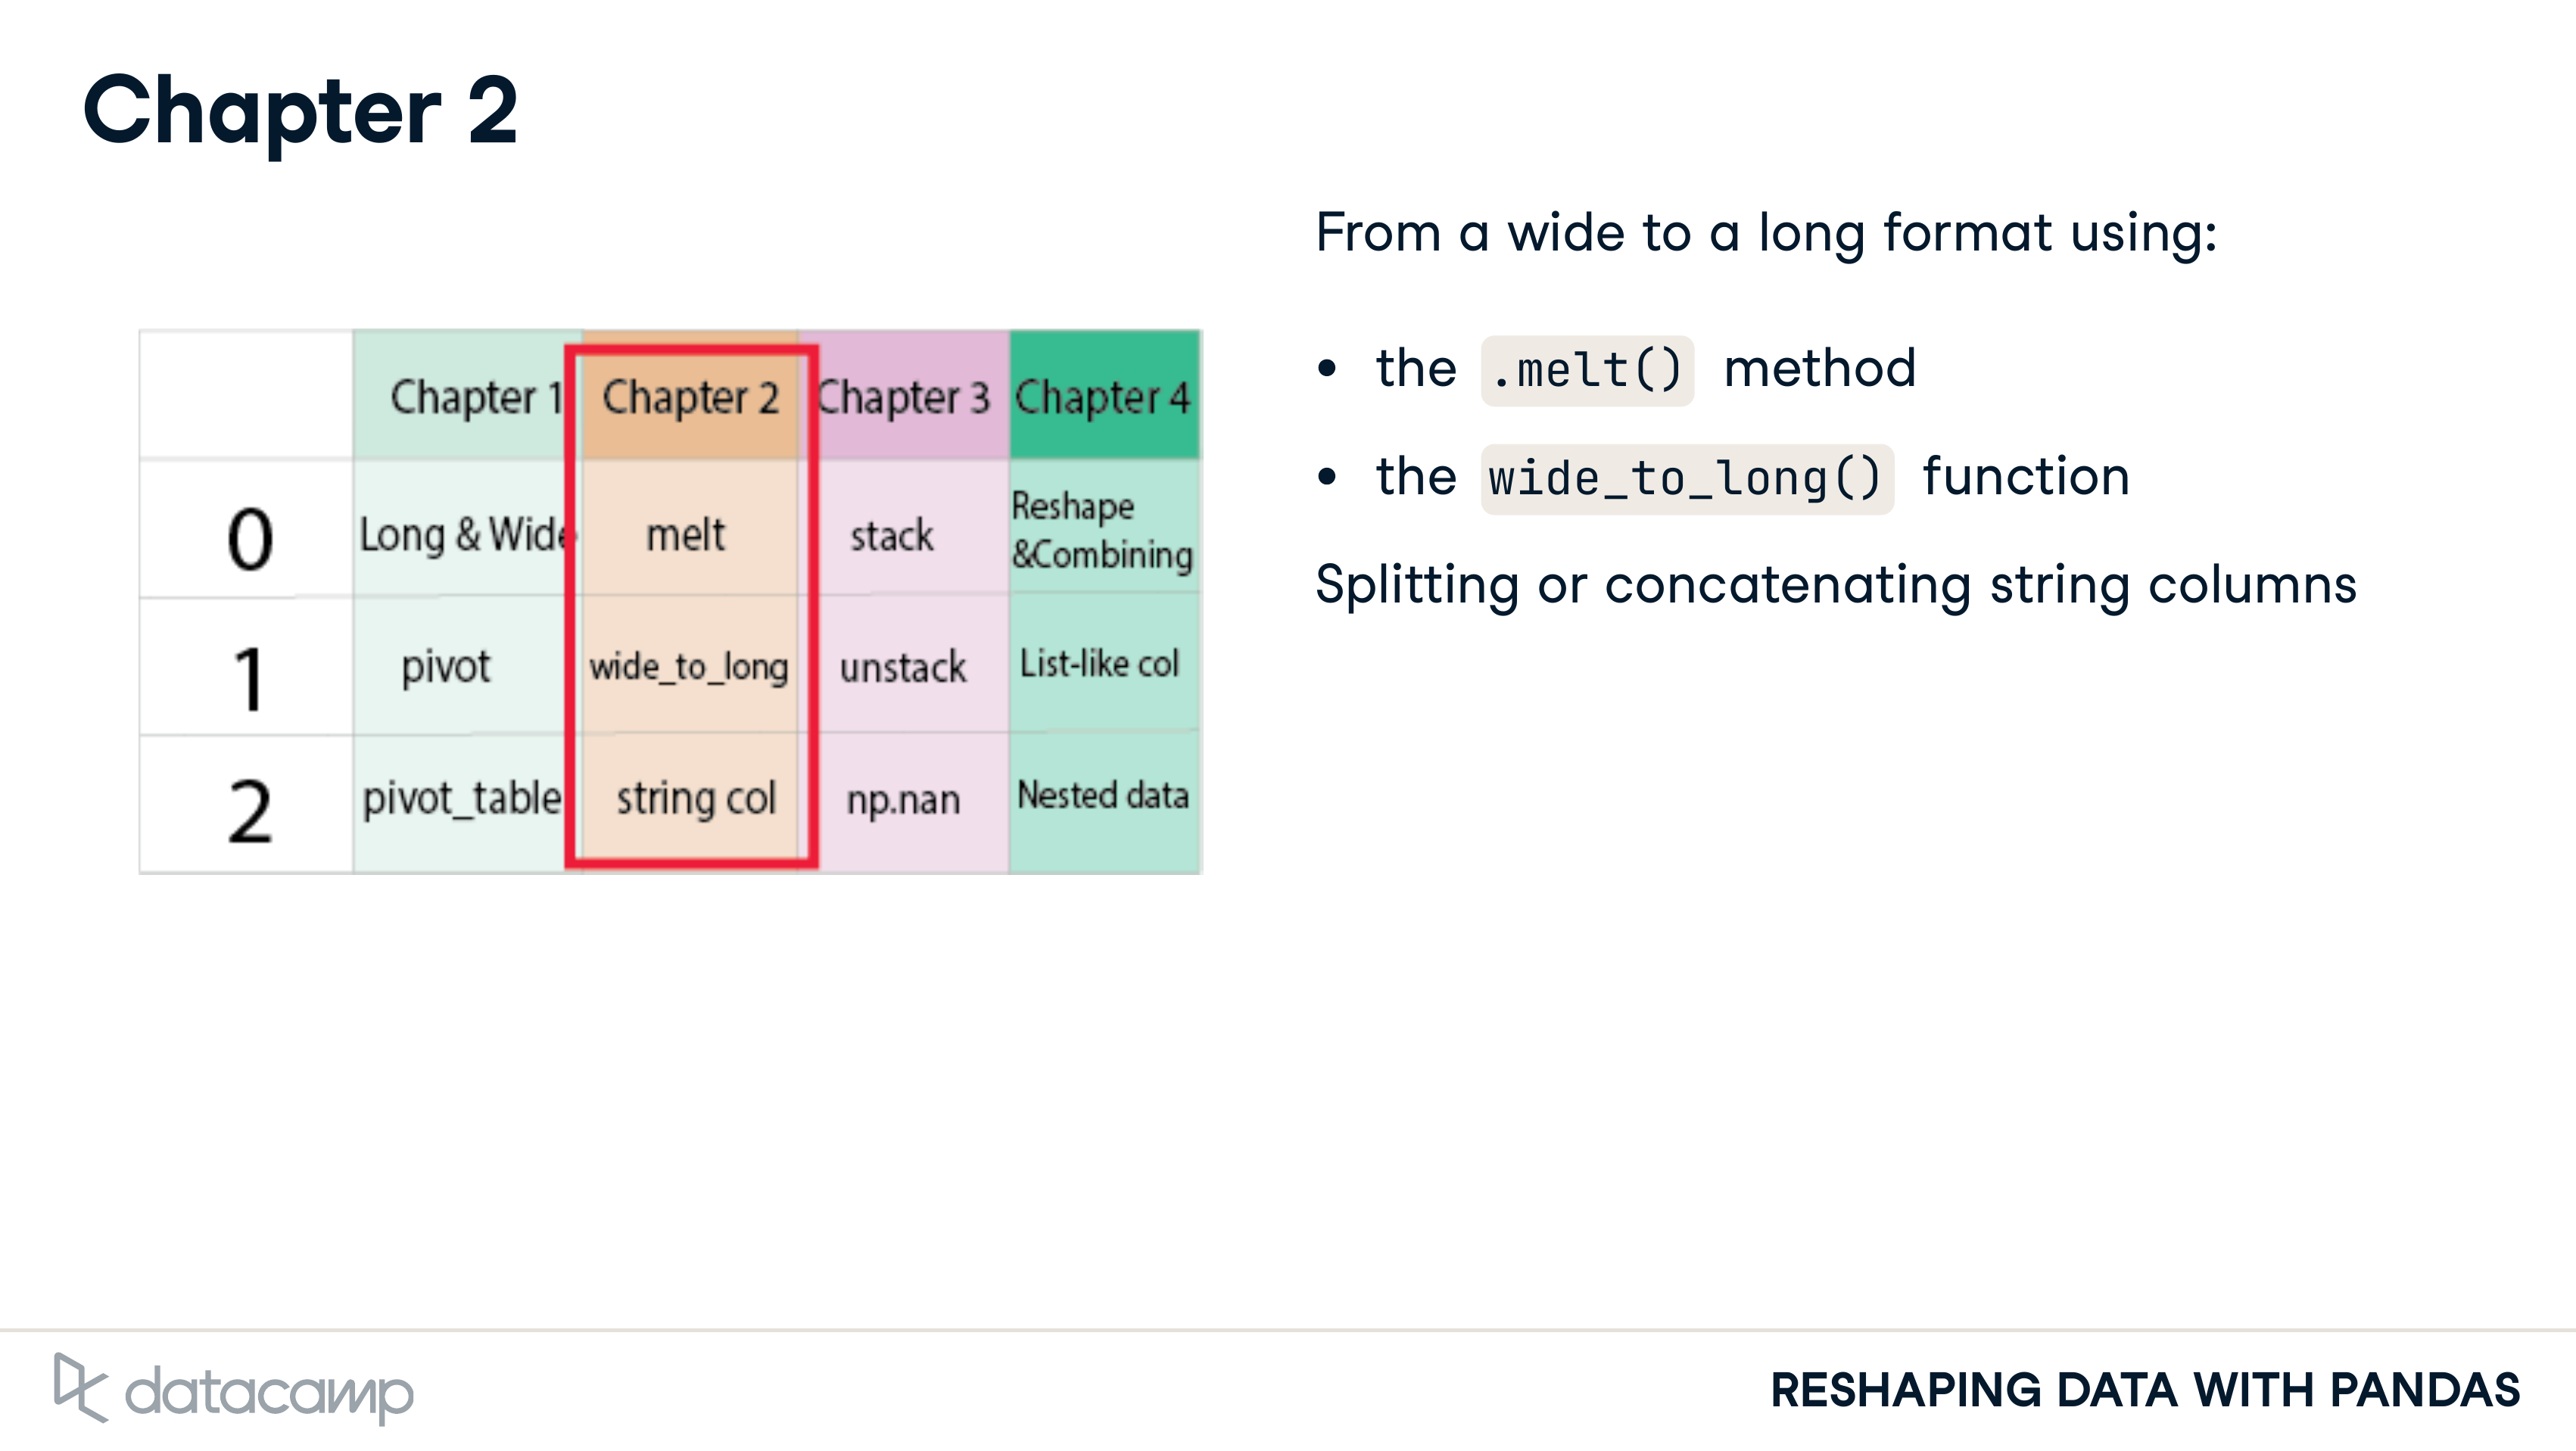 Chapter 2
Chapter 1 Chapter 2 Chapter 3 Chapter 4
0 Long & Wide melt stack Reshape &Combining
1 pivot wide_to_long unstack List-like col
2 pivot_table string col np.nan Nested data
From a wide to a long format using:
• the .melt() method
• the wide_to_long() function
Splitting or concatenating string columns
datacamp
RESHAPING DATA WITH PANDAS